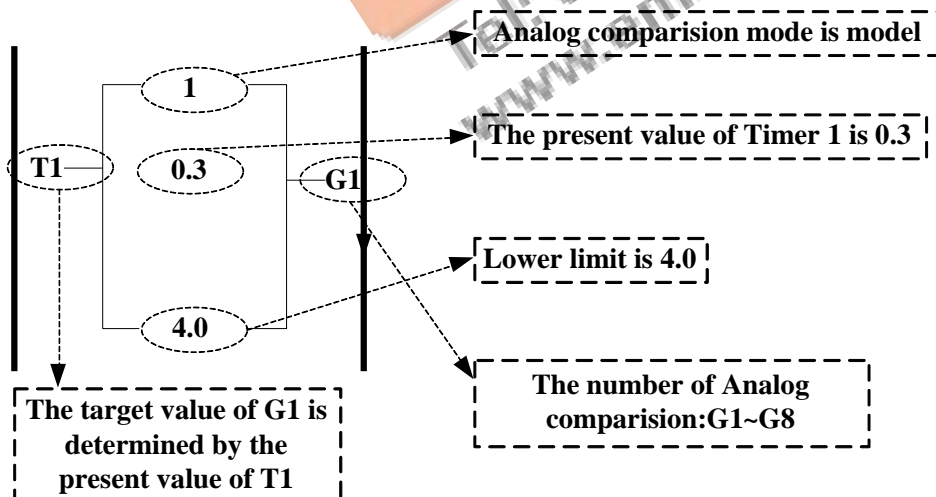 Analog comparision mode is model
1
The present value of Timer 1 is 0.3
T1
0.3
G1
Lower limit is 4.0
4.0
The number of Analog
comparision:G1~G8
The target value of G1 is
determined by the
present value of T1
Tel: